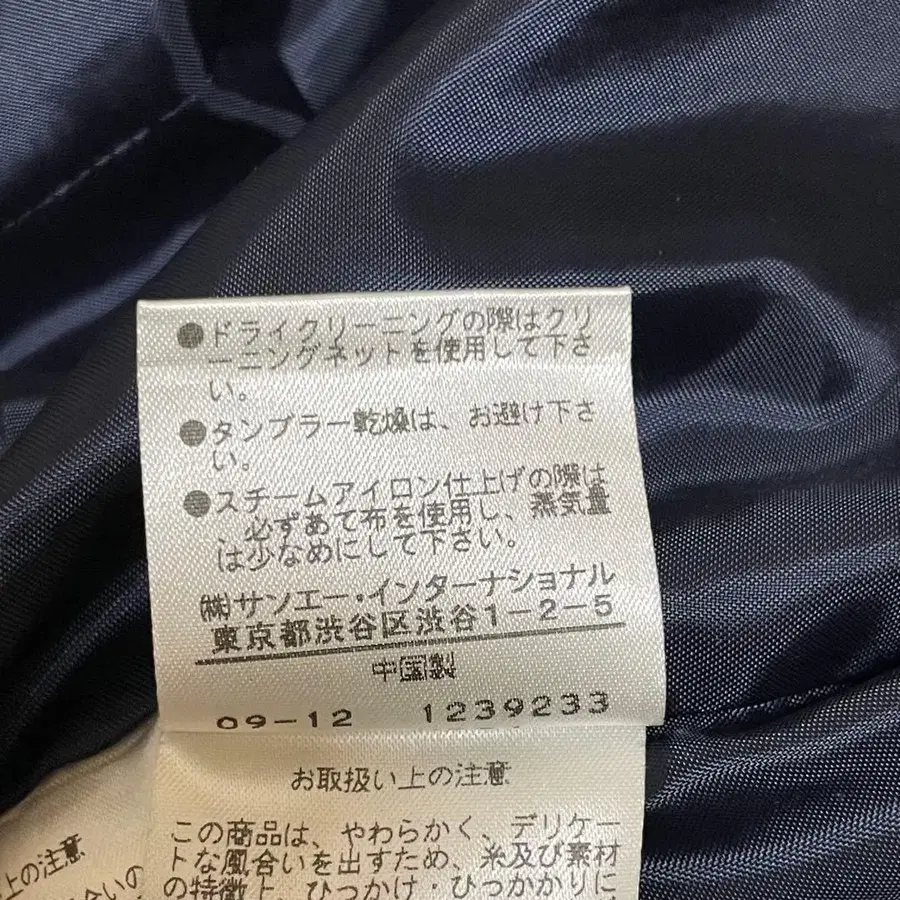 ●ドライクリーニングの際はクリ
ーニングネットを使用して下さ
い。
●タンブラー乾燥は、お避け下さ
い。
●スチームアイロン仕上げの際は
、必ずあて布を使用し、蒸気量
は少なめにして下さい。
㈱サンエー・インターナショナル
東京都渋谷区渋谷1-2-5
中国製
09-12 1239233
お取扱い上の注意
この商品は、やわらかく、デリケー
トな風合いを出すため、糸及び素材
の特徴上、ひっかけ・ひっかかりに
上の注意
合いの